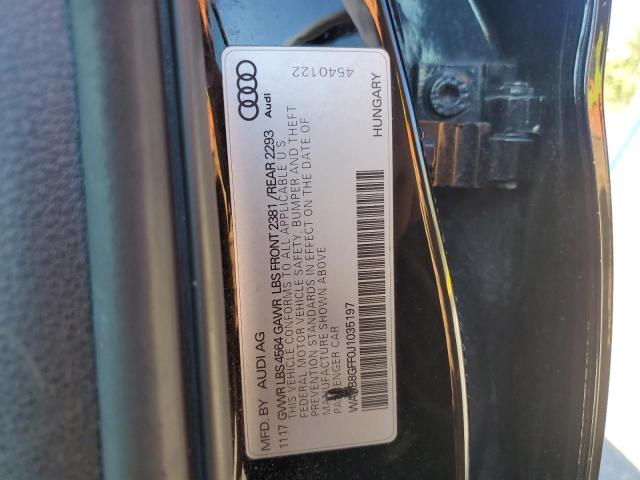 MFD. BY AUDI AG
1117 GVWR LBS 4564 GAWR LBS FRONT 2381/REAR 2293
THIS VEHICLE CONFORMS TO ALL APPLICABLE U S
FEDERAL MOTOR VEHICLE SAFETY, BUMPER AND THEFT
PREVENTION STANDARDS IN EFFECT ON THE DATE OF
MANUFACTURE SHOWN ABOVE
PASSENGER CAR
HUNGARY
Audi
4540122